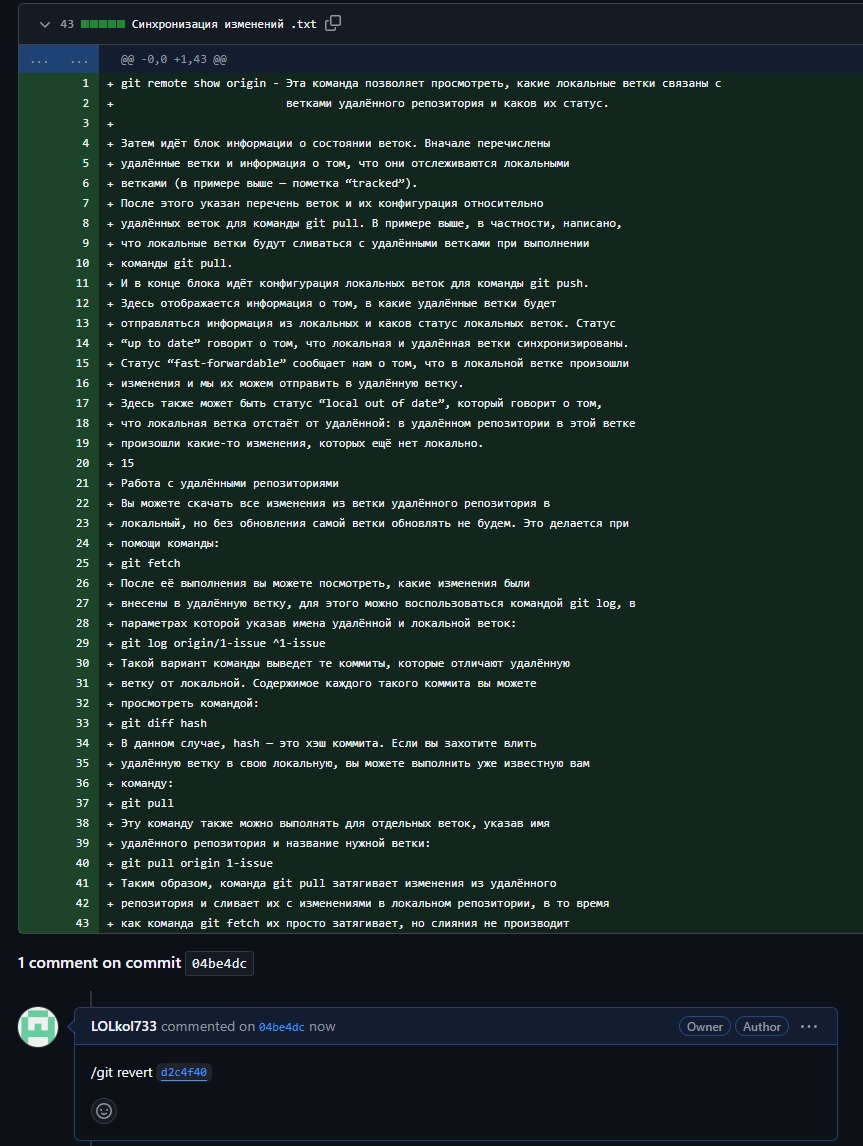 43 Синхронизация изменений .txt
... ... @@ -0,0 +1,43 @@
1 + git remote show origin - Эта команда позволяет просмотреть, какие локальные ветки связаны с
2 + ветками удалённого репозитория и каков их статус.
3 +
4 + Затем идёт блок информации о состоянии веток. Вначале перечислены
5 + удалённые ветки и информация о том, что они отслеживаются локальными
6 + ветками (в примере выше — пометка “tracked”).
7 + После этого указан перечень веток и их конфигурация относительно
8 + удалённых веток для команды git pull. В примере выше, в частности, написано,
9 + что локальные ветки будут сливаться с удалёнными ветками при выполнении
10 + команды git pull.
11 + И в конце блока идёт конфигурация локальных веток для команды git push.
12 + Здесь отображается информация о том, в какие удалённые ветки будет
13 + отправляться информация из локальных и каков статус локальных веток. Статус
14 + “up to date” говорит о том, что локальная и удалённая ветки синхронизированы.
15 + Статус “fast-forwardable” сообщает нам о том, что в локальной ветке произошли
16 + изменения и мы их можем отправить в удалённую ветку.
17 + Здесь также может быть статус “local out of date”, который говорит о том,
18 + что локальная ветка отстаёт от удалённой: в удалённом репозитории в этой ветке
19 + произошли какие-то изменения, которых ещё нет локально.
20 + 15
21 + Работа с удалёнными репозиториями
22 + Вы можете скачать все изменения из ветки удалённого репозитория в
23 + локальный, но без обновления самой ветки обновлять не будем. Это делается при
24 + помощи команды:
25 + git fetch
26 + После её выполнения вы можете посмотреть, какие изменения были
27 + внесены в удалённую ветку, для этого можно воспользоваться командой git log, в
28 + параметрах которой указав имена удалённой и локальной веток:
29 + git log origin/1-issue ^1-issue
30 + Такой вариант команды выведет те коммиты, которые отличают удалённую
31 + ветку от локальной. Содержимое каждого такого коммита вы можете
32 + просмотреть командой:
33 + git diff hash
34 + В данном случае, hash — это хэш коммита. Если вы захотите влить
35 + удалённую ветку в свою локальную, вы можете выполнить уже известную вам
36 + команду:
37 + git pull
38 + Эту команду также можно выполнять для отдельных веток, указав имя
39 + удалённого репозитория и название нужной ветки:
40 + git pull origin 1-issue
41 + Таким образом, команда git pull затягивает изменения из удалённого
42 + репозитория и сливает их с изменениями в локальном репозитории, в то время
43 + как команда git fetch их просто затягивает, но слияния не производит
1 comment on commit 04be4dc
LOLkol733 commented on 04be4dc now Owner Author ...
/git revert d2c4f40